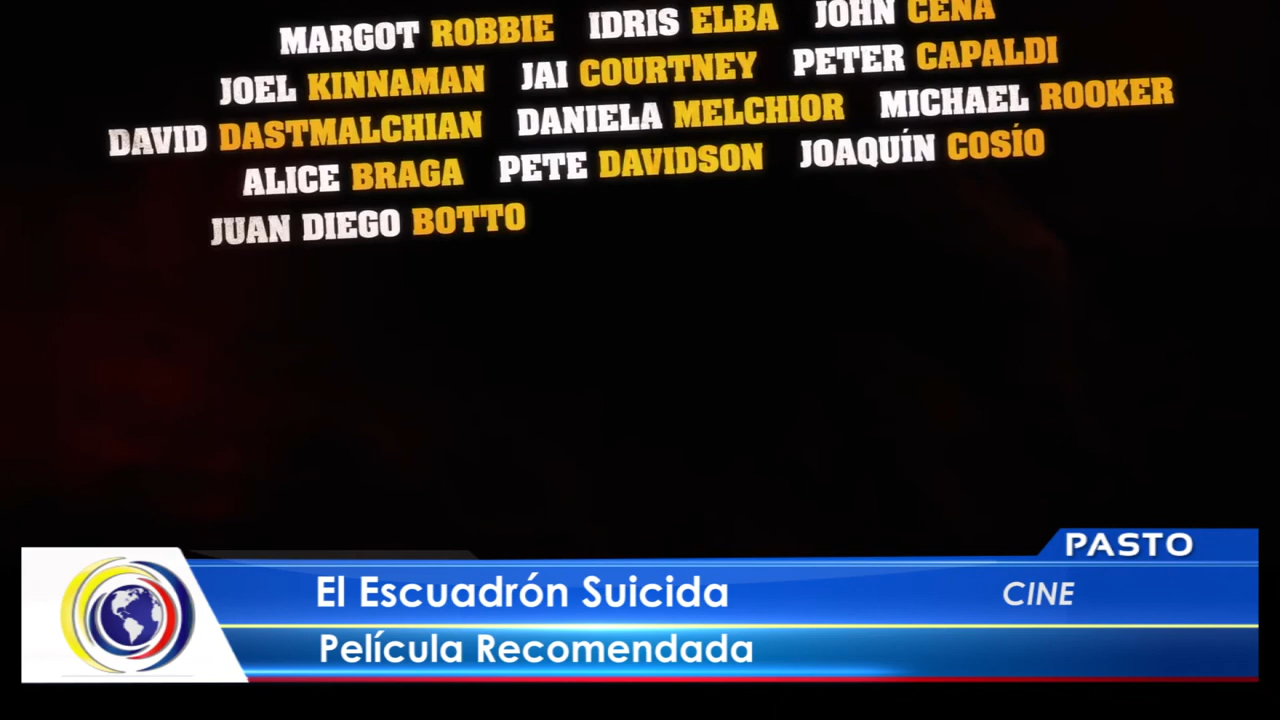 MARGOT ROBBIE IDRIS ELBA JOHN CENA
JOEL KINNAMAN JAI COURTNEY PETER CAPALDI
DAVID DASTMALCHIAN DANIELA MELCHIOR MICHAEL ROOKER
ALICE BRAGA PETE DAVIDSON JOAQUÍN COSÍO
JUAN DIEGO BOTTO
PASTO
El Escuadrón Suicida CINE
Película Recomendada